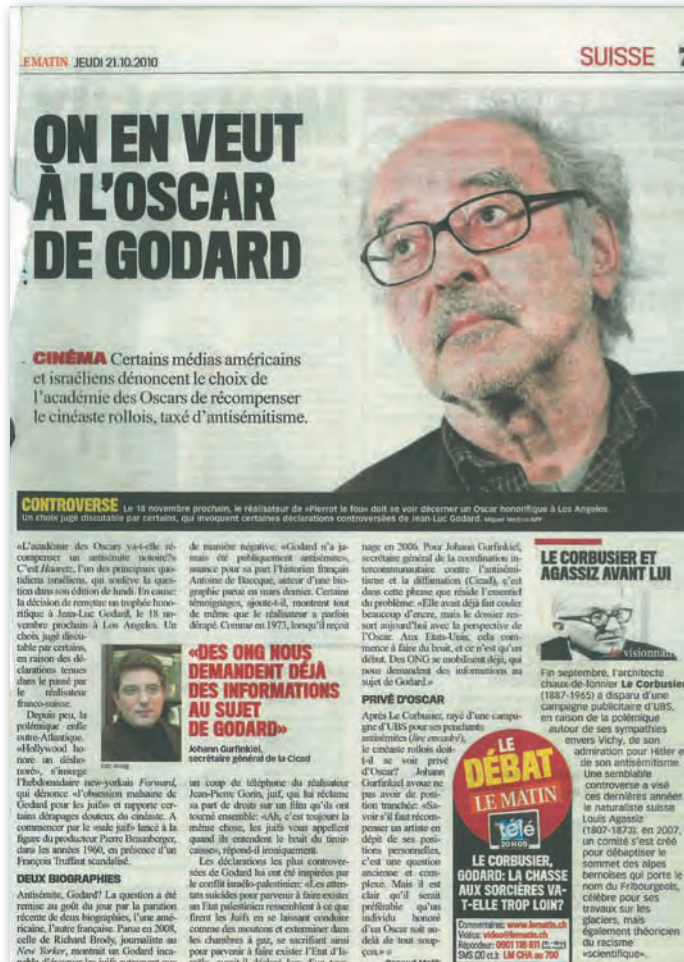 LE MATIN JEUDI 21.10.2010
SUISSE
ON EN VEUT
À L'OSCAR
DE GODARD
CINÉMA Certains médias américains
et israéliens dénoncent le choix de
l'académie des Oscars de récompenser
le cinéaste rollois, taxé d'antisémitisme.
CONTROVERSE Le 18 novembre prochain, le réalisateur de «Pierrot le fou» doit se voir décerner un Oscar honorifique à Los Angeles.
Un choix jugé discutable par certains, qui invoquent certaines déclarations controversées de Jean-Luc Godard. Miguel Medina/AFP
«L'académie des Oscars va-t-elle ré-
compenser un antisémite notoire?»
C'est Haaretz, l'un des principaux quo-
tidiens israéliens, qui soulève la ques-
tion dans son édition de lundi. En cause:
la décision de remettre un trophée hono-
rifique à Jean-Luc Godard, le 18 no-
vembre prochain à Los Angeles. Un
choix jugé discu-
table par certains,
en raison des dé-
clarations tenues
dans le passé par
le réalisateur
franco-suisse.
Depuis peu, la
polémique enfle
outre-Atlantique.
«Hollywood ho-
nore un désho-
noré», s'insurge
l'hebdomadaire new-yorkais Forward,
qui dénonce «l'obsession malsaine de
Godard pour les juifs» et rapporte cer-
tains dérapages douteux du cinéaste. A
commencer par le «sale juif» lancé à la
figure du producteur Pierre Braunberger,
dans les années 1960, en présence d'un
François Truffaut scandalisé.
DEUX BIOGRAPHIES
Antisémite, Godard? La question a été
remise au goût du jour par la parution
récente de deux biographies, l'une amé-
ricaine, l'autre française. Parue en 2008,
celle de Richard Brody, journaliste au
New Yorker, montrait un Godard inca-
de manière négative. «Godard n'a ja-
mais été publiquement antisémite»,
nuance pour sa part l'historien français
Antoine de Baecque, auteur d'une bio-
graphie parue en mars dernier. Certains
témoignages, ajoute-t-il, montrent tout
de même que le réalisateur a parfois
dérapé. Comme en 1973, lorsqu'il reçoit
«DES ONG NOUS
DEMANDENT DÉJÀ
DES INFORMATIONS
AU SUJET
DE GODARD»
Johann Gurfinkiel,
secrétaire général de la Cicad
un coup de téléphone du réalisateur
Jean-Pierre Gorin, juif, qui lui réclame
sa part de droits sur un film qu'ils ont
tourné ensemble: «Ah, c'est toujours la
même chose, les juifs vous appellent
quand ils entendent le bruit du tiroir-
caisse», répond-il ironiquement.
Les déclarations les plus controver-
sées de Godard lui ont été inspirées par
le conflit israélo-palestinien: «Les atten-
tats suicides pour parvenir à faire exister
un Etat palestinien ressemblent à ce que
firent les Juifs en se laissant conduire
comme des moutons et exterminer dans
les chambres à gaz, se sacrifiant ainsi
pour parvenir à faire exister l'Etat d'Is-
nage en 2006. Pour Johann Gurfinkiel,
secrétaire général de la coordination in-
tercommunautaire contre l'antisémi-
tisme et la diffamation (Cicad), c'est
dans cette phrase que réside l'essentiel
du problème: «Elle avait déjà fait couler
beaucoup d'encre, mais le dossier res-
sort aujourd'hui avec la perspective de
l'Oscar. Aux Etats-Unis, cela com-
mence à faire du bruit, et ce n'est qu'un
début. Des ONG se mobilisent déjà, qui
nous demandent des informations au
sujet de Godard.»
PRIVÉ D'OSCAR
Après Le Corbusier, rayé d'une campa-
gne d'UBS pour ses penchants
antisémites (lire encadré),
le cinéaste rollois doit-
il se voir privé
d'Oscar? Johann
Gurfinkiel avoue ne
pas avoir de posi-
tion tranchée: «Sa-
voir s'il faut récom-
penser un artiste en
dépit de ses posi-
tions personnelles,
c'est une question
ancienne et com-
plexe. Mais il est
clair qu'il serait
préférable qu'un
individu honoré
d'un Oscar soit au-
delà de tout soup-
çon.»
LE CORBUSIER ET
AGASSIZ AVANT LUI
visionnair
Fin septembre, l'architecte
chaux-de-fonnier Le Corbusier
(1887-1965) a disparu d'une
campagne publicitaire d'UBS,
en raison de la polémique
autour de ses sympathies
envers Vichy, de son
admiration pour Hitler e
de son antisémitisme.
Une semblable
controverse a visé
ces dernières années
le naturaliste suisse
Louis Agassiz
(1807-1873): en 2007,
un comité s'est créé
pour débaptiser le
sommet des alpes
bernoises qui porte le
nom du Fribourgeois,
célèbre pour ses
travaux sur les
glaciers, mais
également théoricien
du racisme
«scientifique».
LE
DÉBAT
LE MATIN
télé
20H05
LE CORBUSIER,
GODARD: LA CHASSE
AUX SORCIÈRES VA-
T-ELLE TROP LOIN?
Commentaires: www.lematin.ch
Vidéos: video@lematin.ch
Répondeur: 0901 118 611
SMS (20 ct.): LM CHA au 700